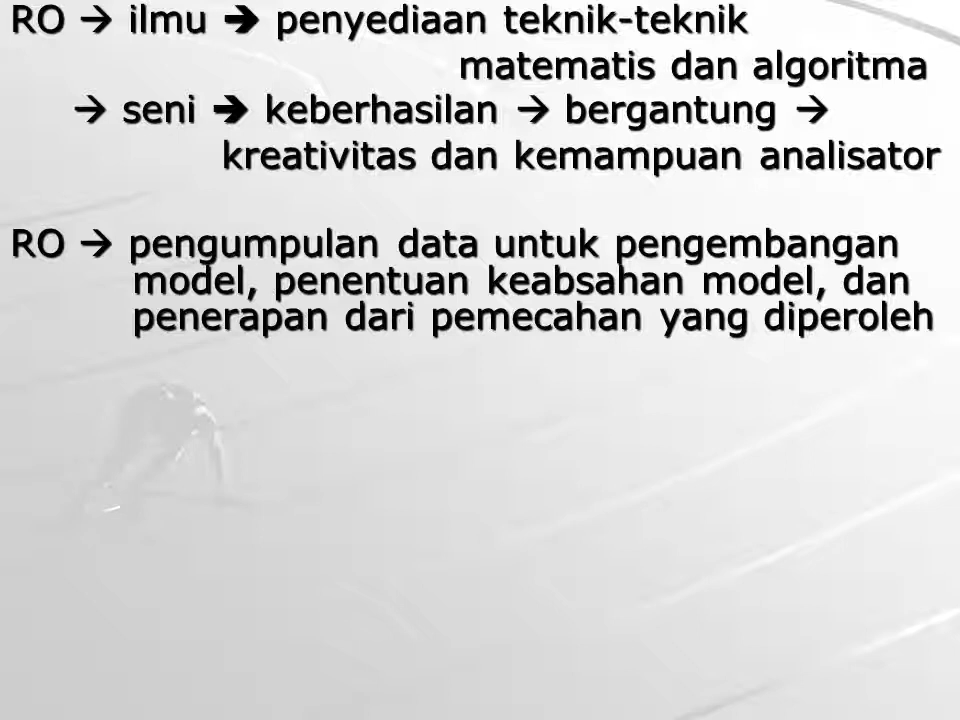 RO → ilmu ➔ penyediaan teknik-teknik
matematis dan algoritma
→ seni ➔ keberhasilan → bergantung →
kreativitas dan kemampuan analisator
RO → pengumpulan data untuk pengembangan
model, penentuan keabsahan model, dan
penerapan dari pemecahan yang diperoleh